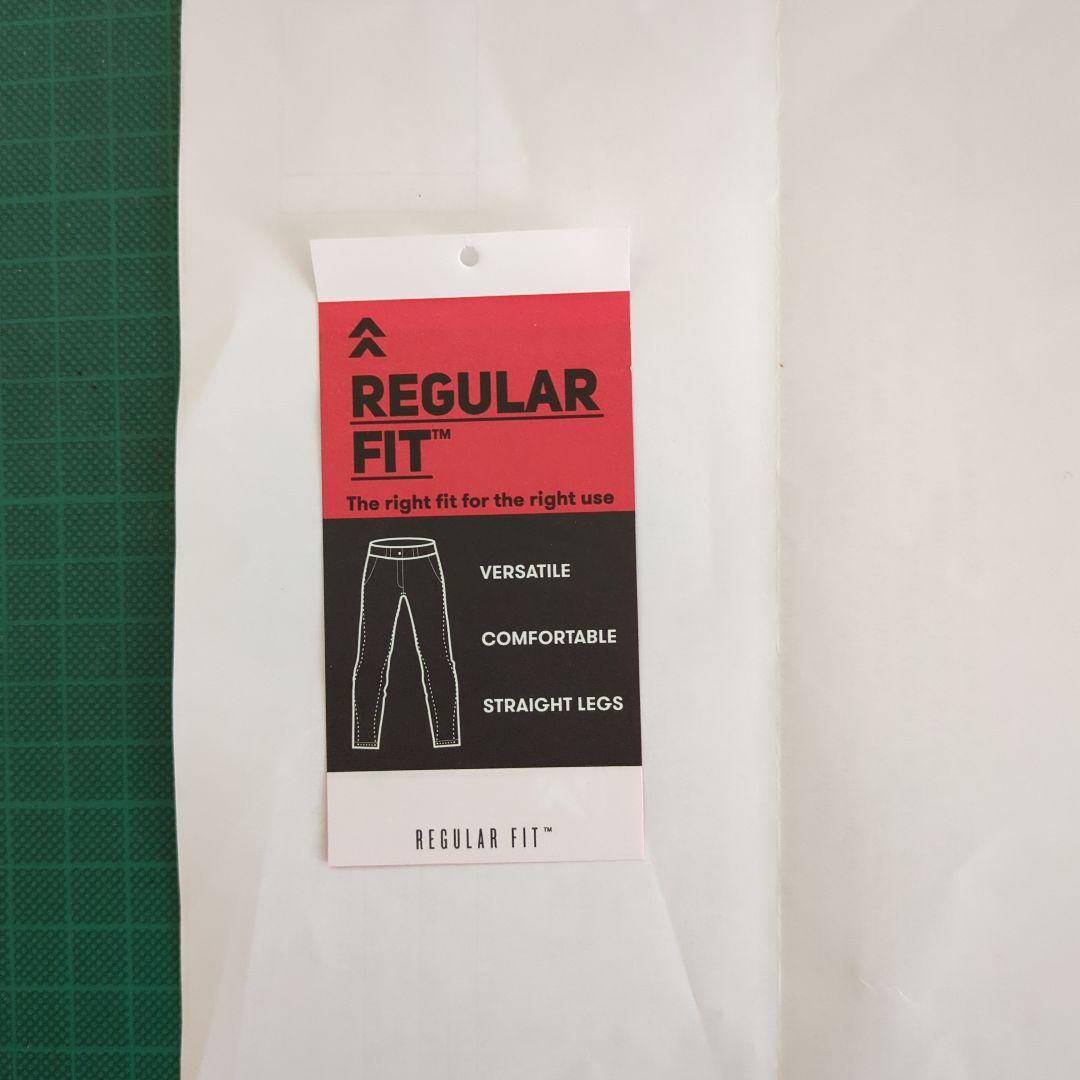 REGULAR
FIT™
The right fit for the right use
VERSATILE
COMFORTABLE
STRAIGHT LEGS
REGULAR FIT™